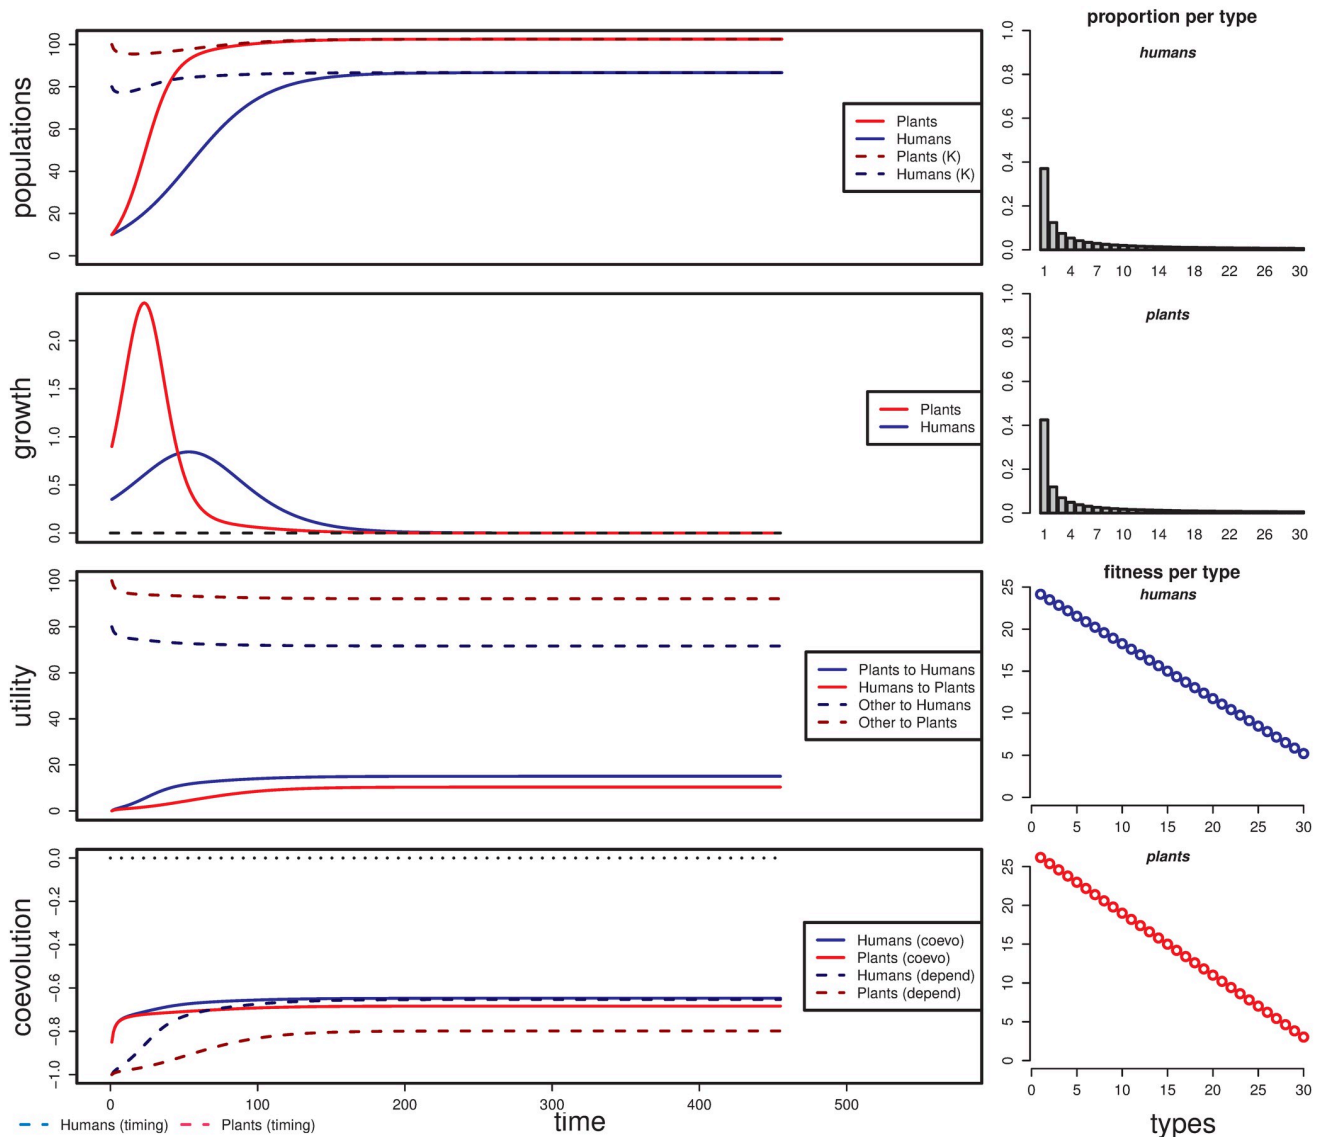 populations
100
80
60
40
20
0
Plants
Humans
Plants (K)
Humans (K)
proportion per type
humans
1.0
0.8
0.6
0.4
0.2
0.0
1 4 7 10 14 18 22 26 30
growth
2.0
1.5
1.0
0.5
0.0
Plants
Humans
plants
1.0
0.8
0.6
0.4
0.2
0.0
1 4 7 10 14 18 22 26 30
utility
100
80
60
40
20
0
Plants to Humans
Humans to Plants
Other to Humans
Other to Plants
fitness per type
humans
25
20
15
10
5
0
0 5 10 15 20 25 30
coevolution
0.0
−0.2
−0.4
−0.6
−0.8
−1.0
Humans (coevo)
Plants (coevo)
Humans (depend)
Plants (depend)
0 100 200 300 400 500
time
Humans (timing) Plants (timing)
plants
25
20
15
10
5
0
0 5 10 15 20 25 30
types